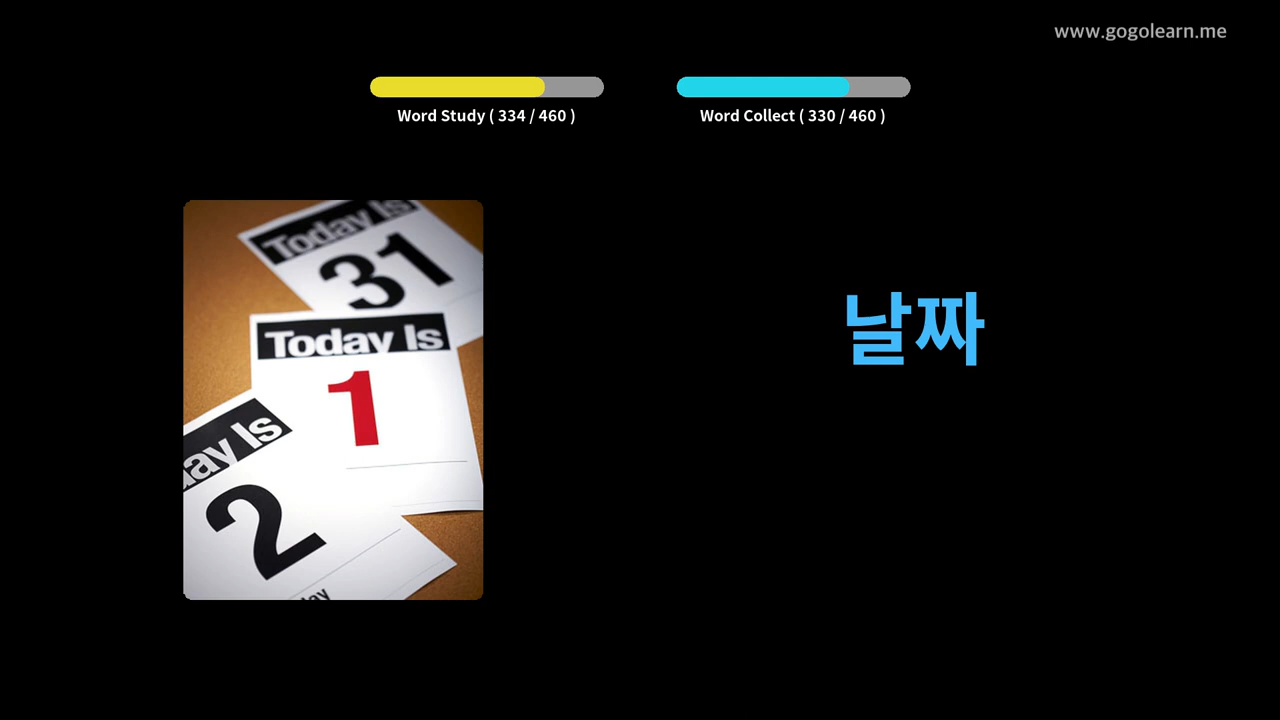 www.gogolearn.me
Word Study ( 334 / 460 )
Word Collect ( 330 / 460 )
Today Is
31
Today Is
1
ay Is
2
날짜